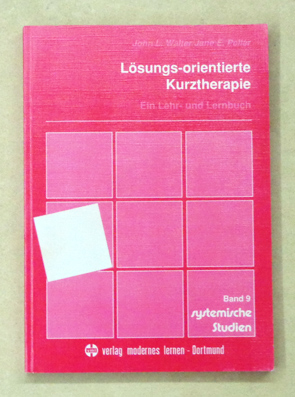 John L. Walter Jane E. Peller
Lösungs-orientierte
Kurztherapie
Ein Lehr- und Lernbuch
Band 9
systemische
Studien
verlag modernes lernen - Dortmund